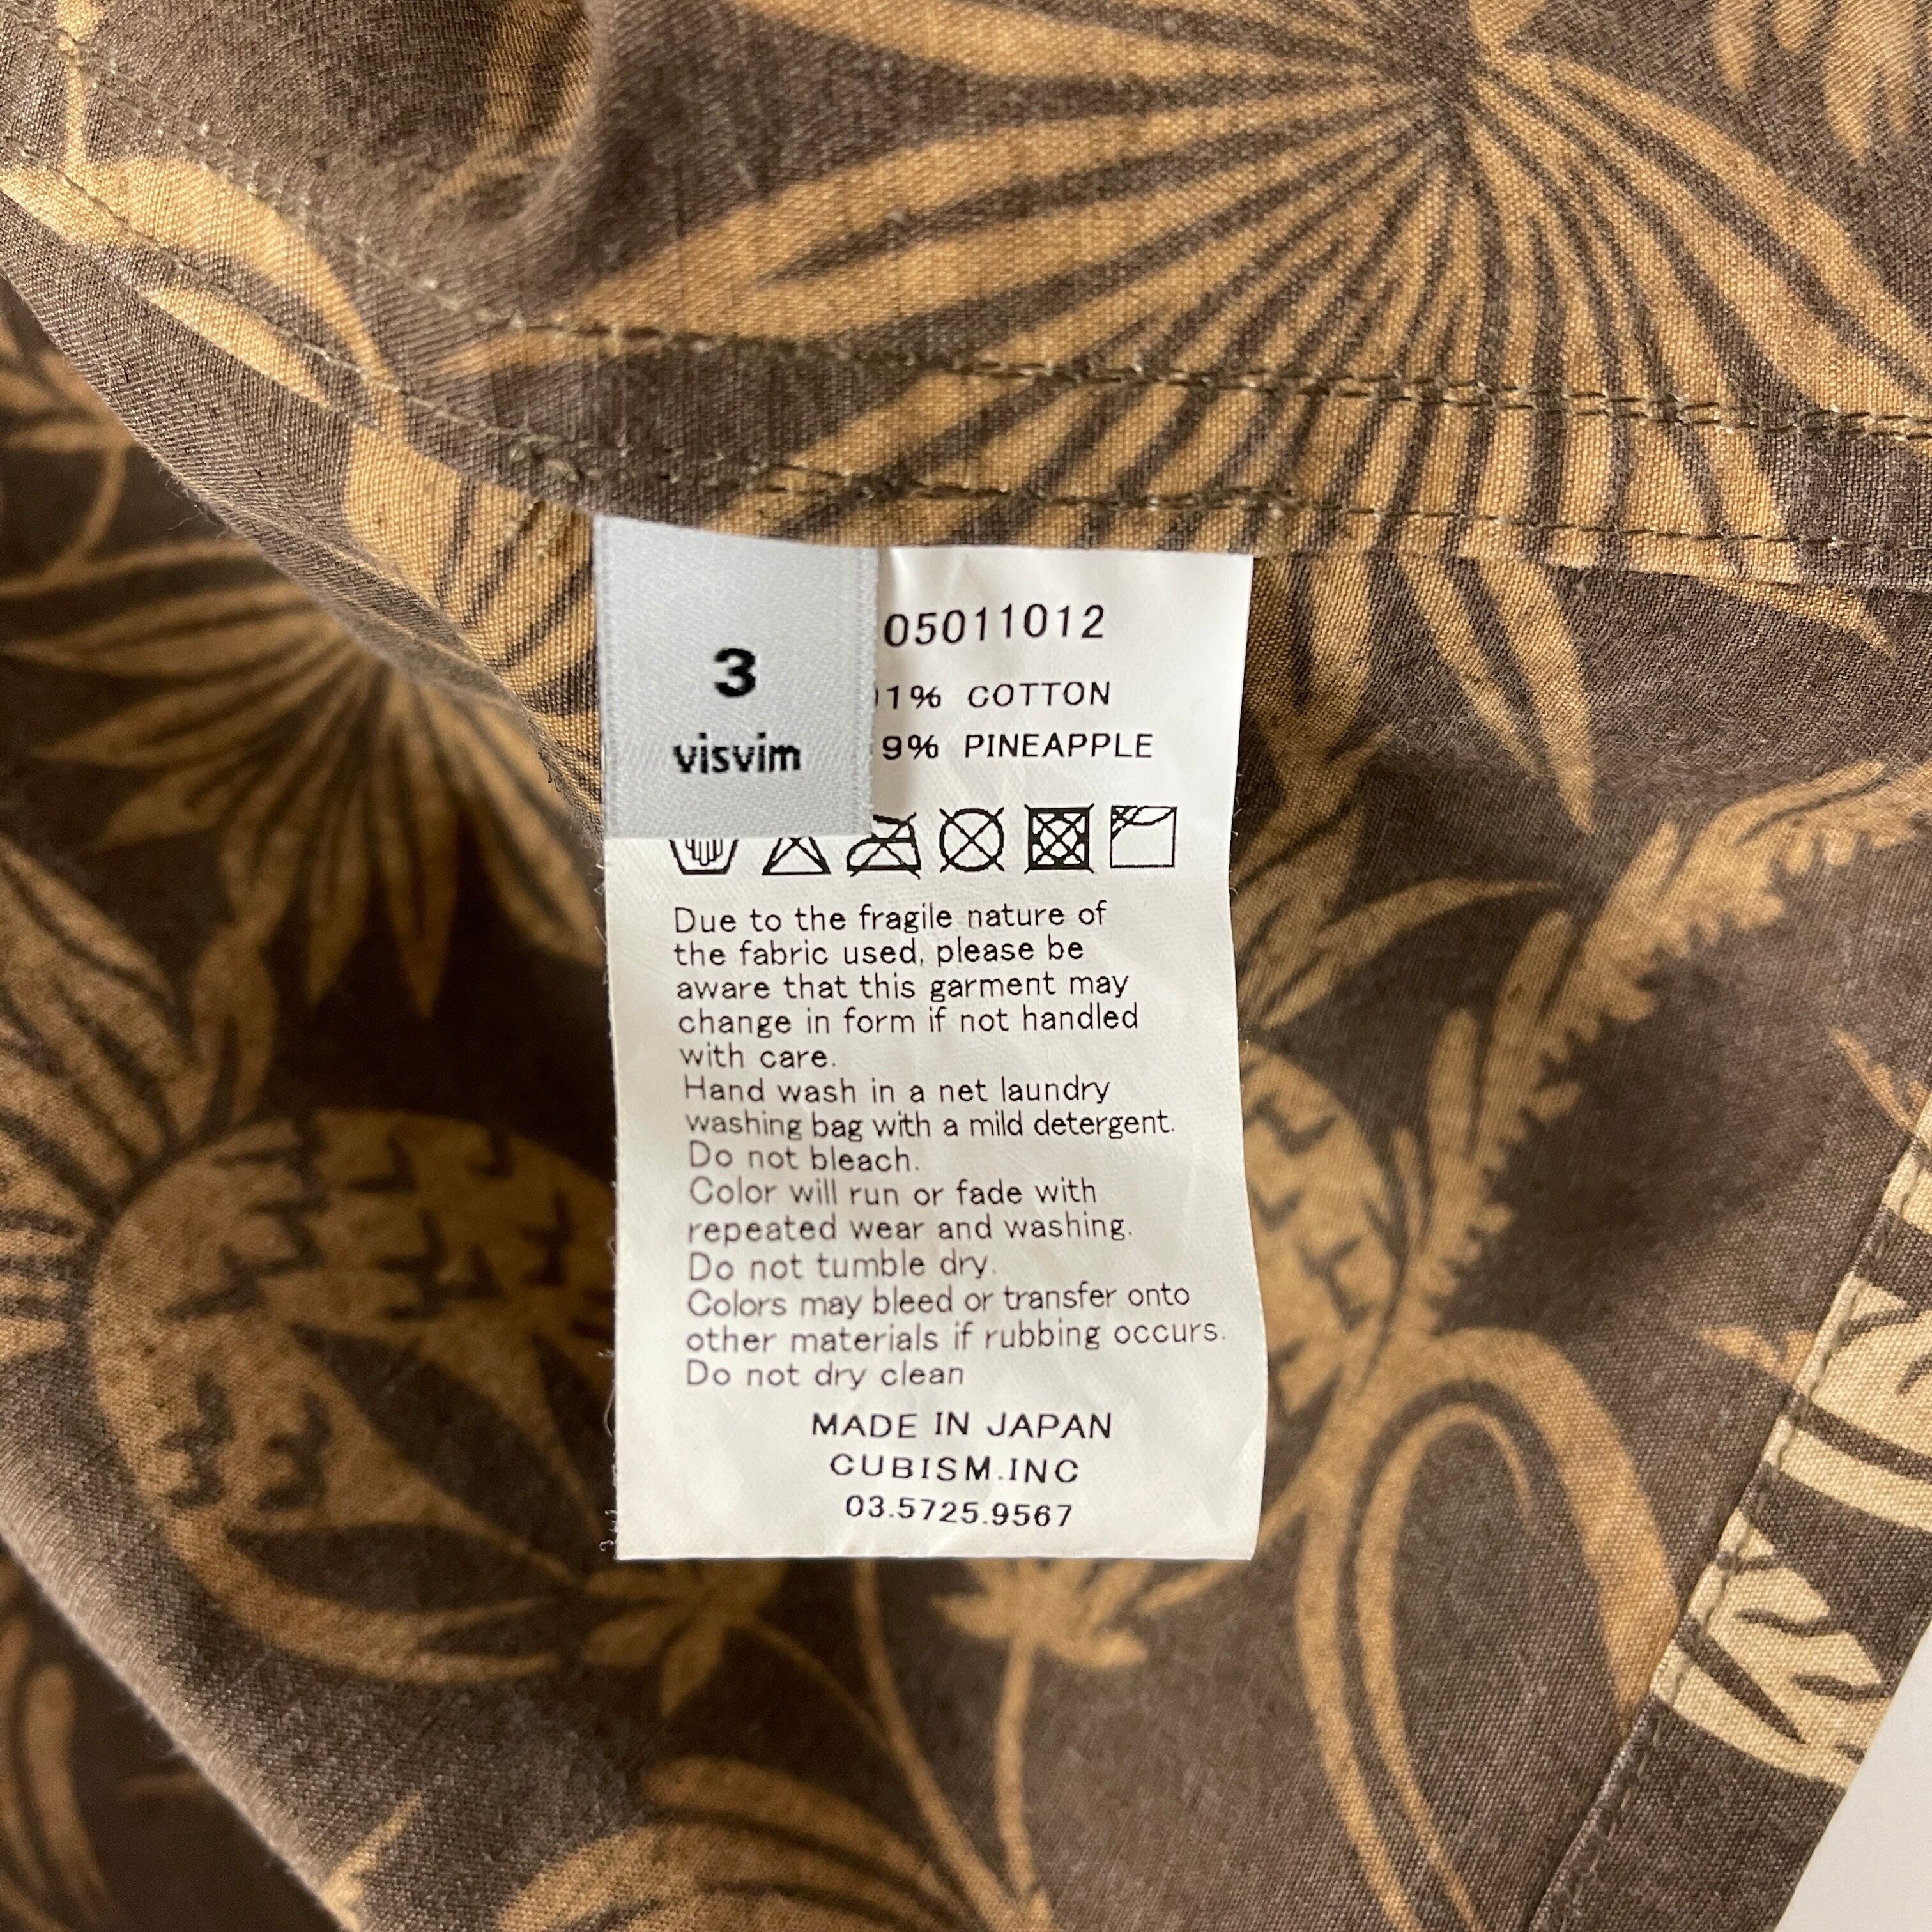 3
visvim
05011012
1% COTTON
9% PINEAPPLE
Due to the fragile nature of
the fabric used, please be
aware that this garment may
change in form if not handled
with care.
Hand wash in a net laundry
washing bag with a mild detergent.
Do not bleach.
Color will run or fade with
repeated wear and washing.
Do not tumble dry.
Colors may bleed or transfer onto
other materials if rubbing occurs.
Do not dry clean
MADE IN JAPAN
CUBISM.INC
03.5725.9567